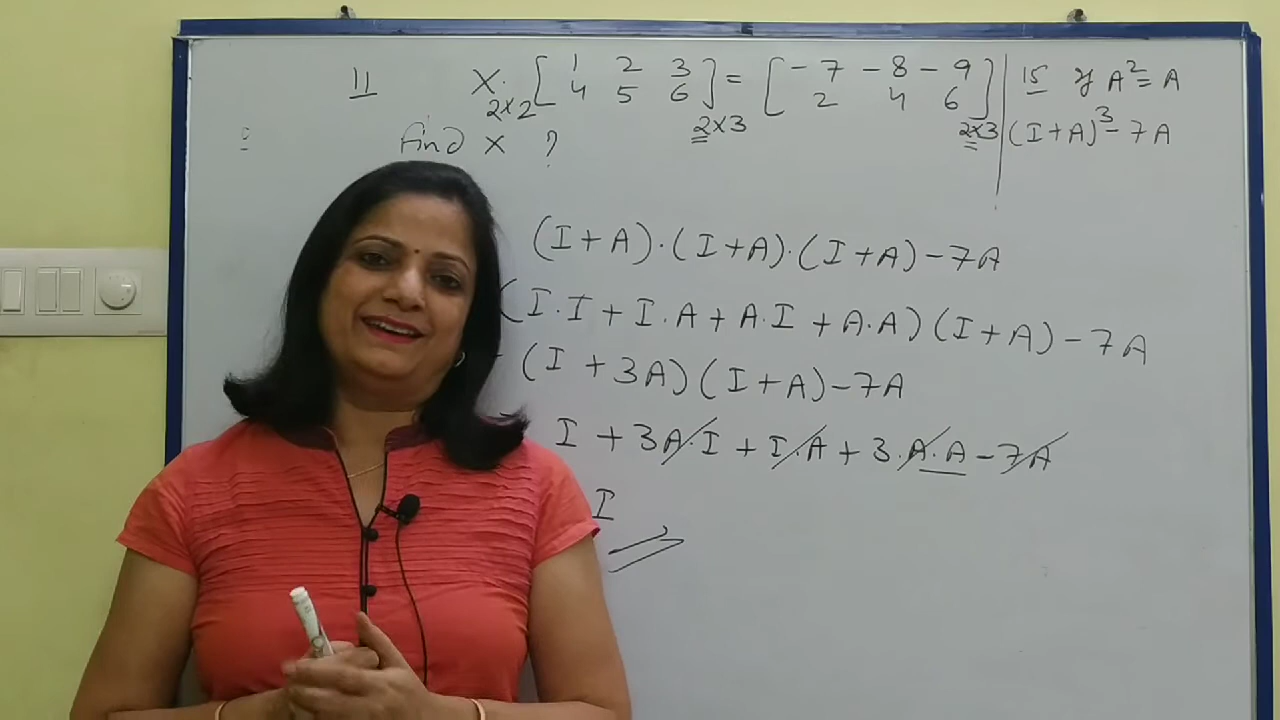 11 X. [ 1 2 3 ] = [ -7 -8 -9 ]
2×2 [ 4 5 6 ] 2×3 [ 2 4 6 ] 2×3
Find X ?
15 If A² = A
(I+A)³ - 7A
(I+A)·(I+A)·(I+A) - 7A
(I·I + I·A + A·I + A·A) (I+A) - 7A
(I + 3A) (I+A) - 7A
I + 3A·I + I·A + 3·A·A - 7A
I